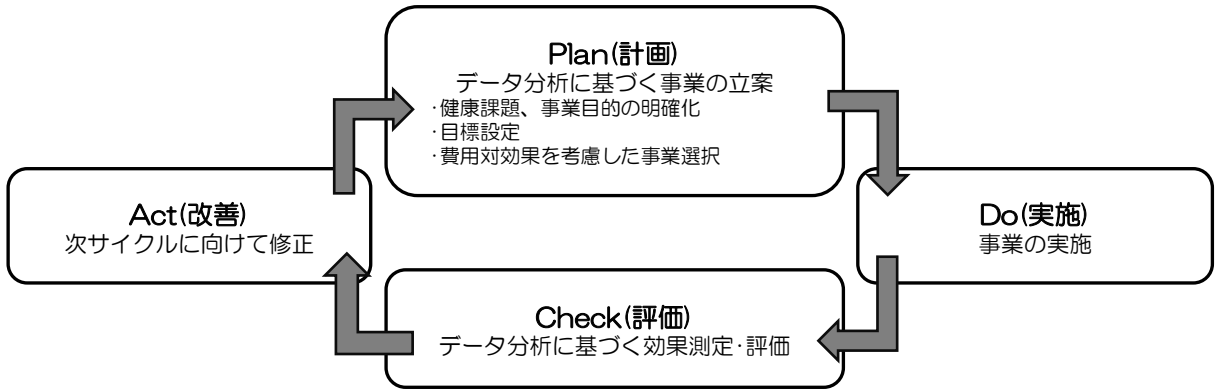 Plan(計画)
データ分析に基づく事業の立案
･健康課題、事業目的の明確化
･目標設定
･費用対効果を考慮した事業選択
Act(改善)
次サイクルに向けて修正
Do(実施)
事業の実施
Check(評価)
データ分析に基づく効果測定･評価